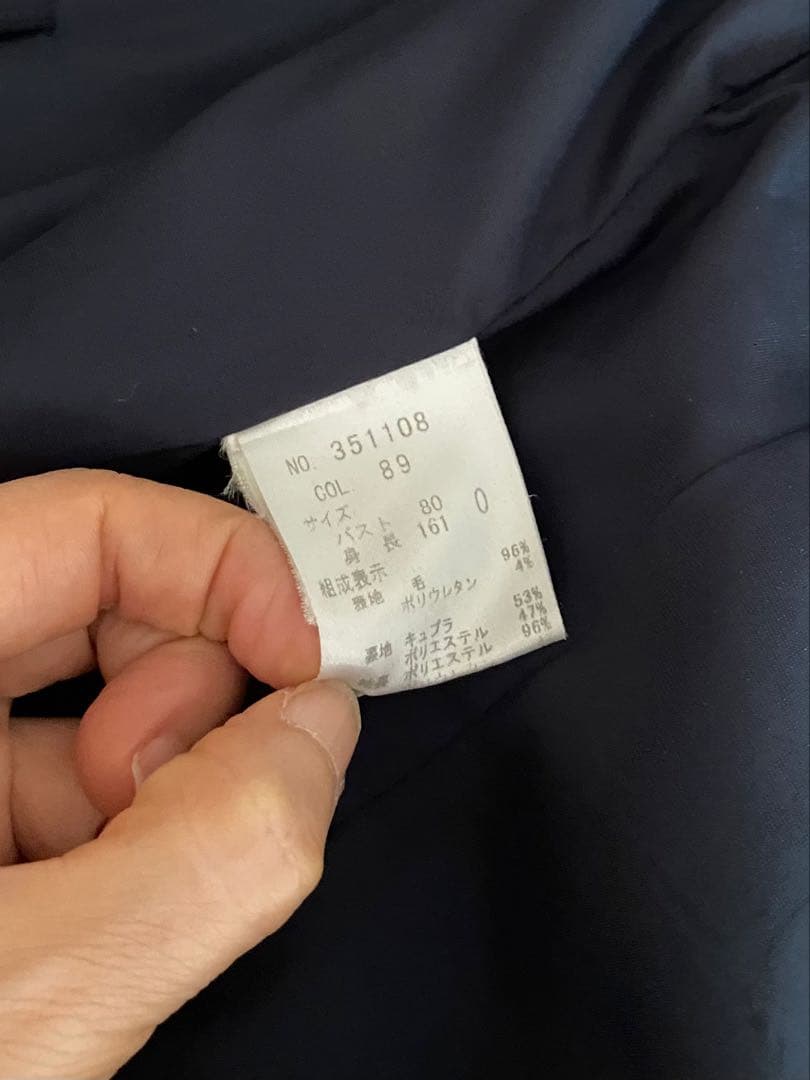 NO. 351108
COL. 89
サイズ 0
バスト 80
身長 161
組成表示
表地 毛 96%
ポリウレタン 4%
裏地 キュプラ 53%
ポリエステル 47%
ポリエステル 96%